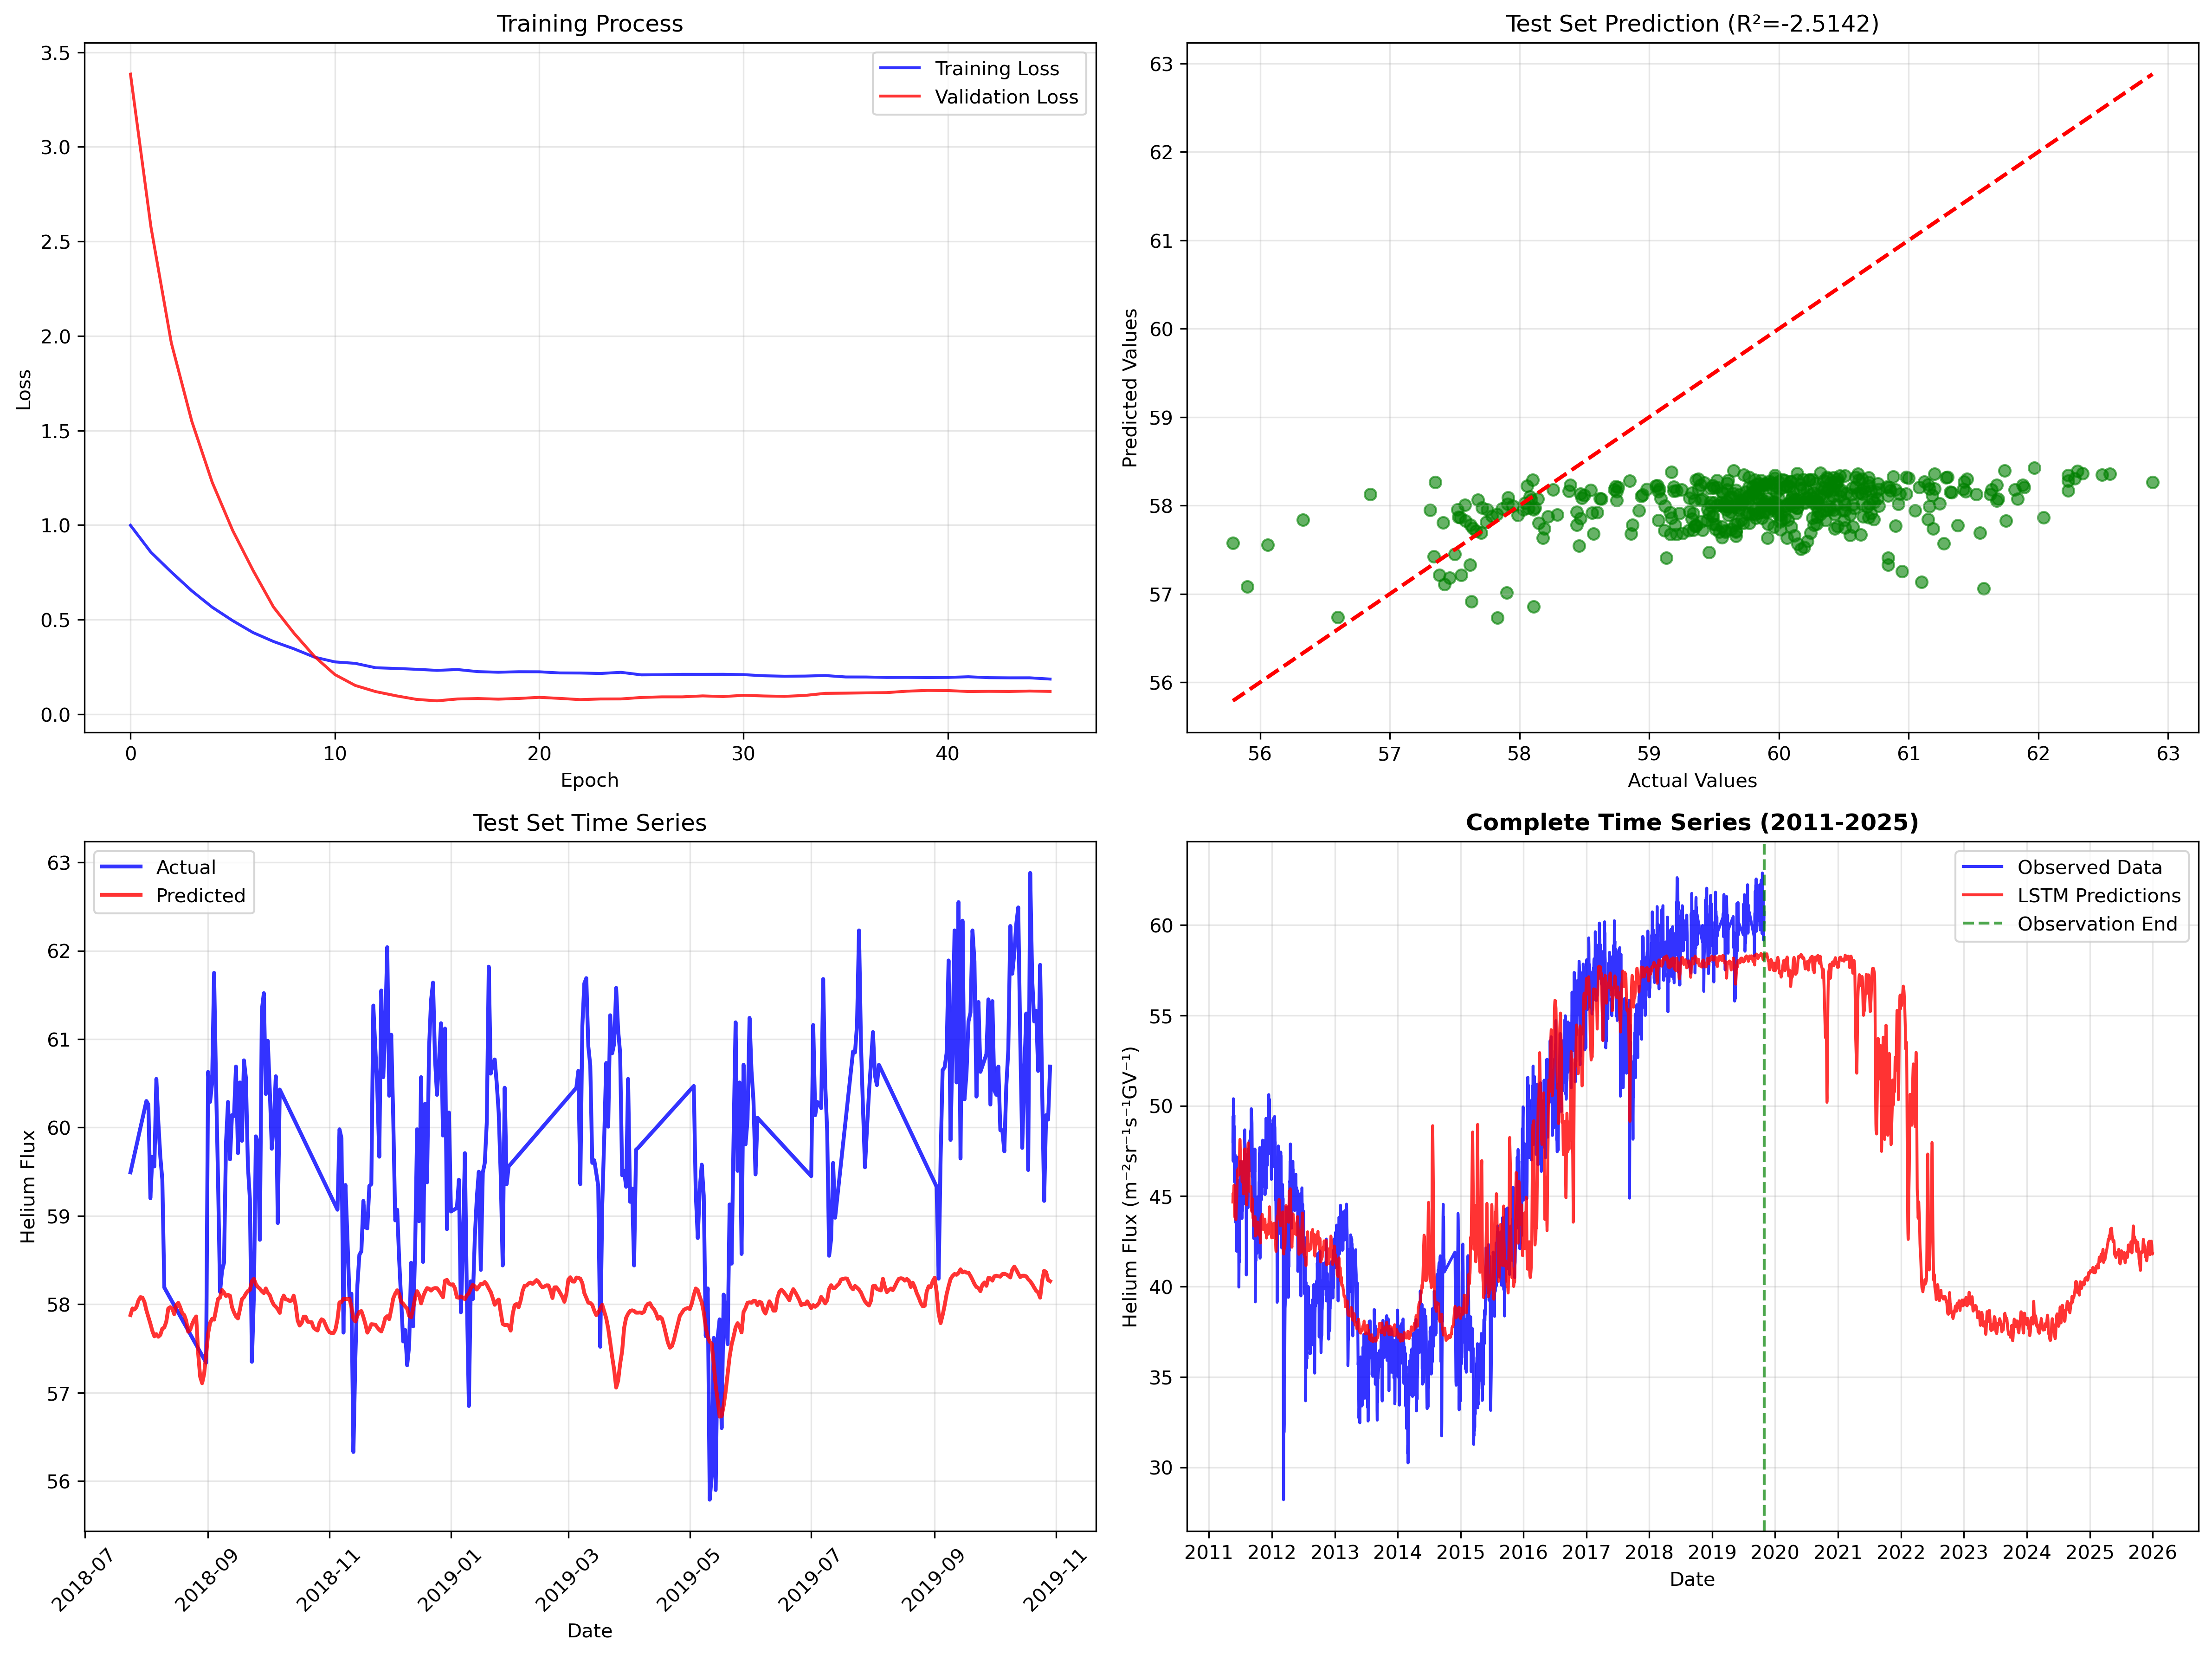 Training Process
3.5
3.0
2.5
2.0
1.5
1.0
0.5
0.0
Loss
Training Loss
Validation Loss
0 10 20 30 40
Epoch
Test Set Prediction (R²=-2.5142)
63
62
61
60
59
58
57
56
Predicted Values
56 57 58 59 60 61 62 63
Actual Values
Test Set Time Series
63
62
61
60
59
58
57
56
Helium Flux
Actual
Predicted
2018-07 2018-09 2018-11 2019-01 2019-03 2019-05 2019-07 2019-09 2019-11
Date
Complete Time Series (2011-2025)
60
55
50
45
40
35
30
Helium Flux (m⁻²sr⁻¹s⁻¹GV⁻¹)
Observed Data
LSTM Predictions
Observation End
2011 2012 2013 2014 2015 2016 2017 2018 2019 2020 2021 2022 2023 2024 2025 2026
Date